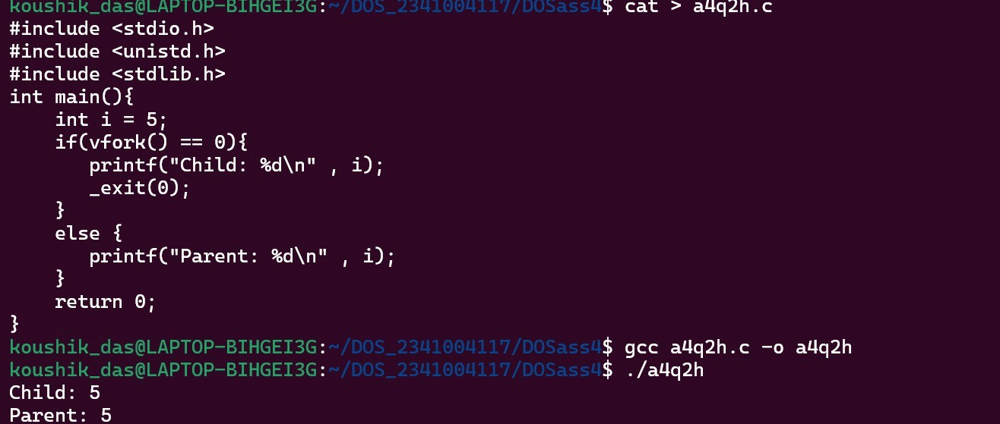 koushik_das@LAPTOP-BIHGEI3G:~/DOS_2341004117/DOSass4$ cat > a4q2h.c
#include <stdio.h>
#include <unistd.h>
#include <stdlib.h>
int main(){
    int i = 5;
    if(vfork() == 0){
       printf("Child: %d\n" , i);
       _exit(0);
    }
    else {
       printf("Parent: %d\n" , i);
    }
    return 0;
}
koushik_das@LAPTOP-BIHGEI3G:~/DOS_2341004117/DOSass4$ gcc a4q2h.c -o a4q2h
koushik_das@LAPTOP-BIHGEI3G:~/DOS_2341004117/DOSass4$ ./a4q2h
Child: 5
Parent: 5